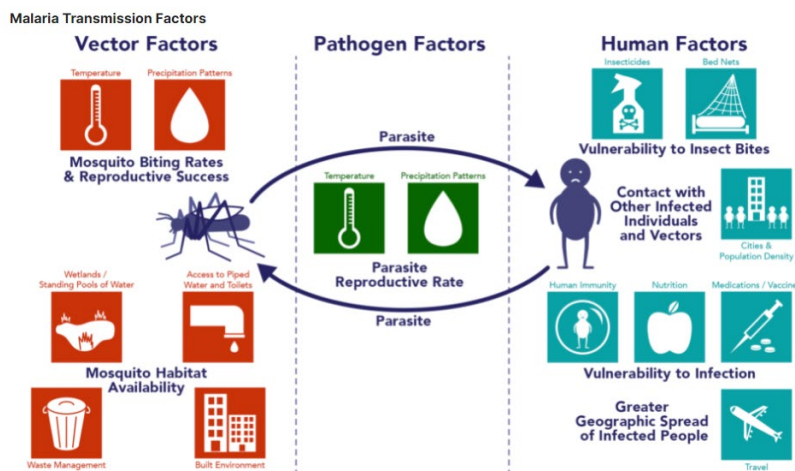 Malaria Transmission Factors
Vector Factors
Temperature
Precipitation Patterns
Mosquito Biting Rates
& Reproductive Success
Wetlands /
Standing Pools of Water
Access to Piped
Water and Toilets
Mosquito Habitat
Availability
Waste Management
Built Environment
Pathogen Factors
Parasite
Temperature
Precipitation Patterns
Parasite
Reproductive Rate
Parasite
Human Factors
Insecticides
Bed Nets
Vulnerability to Insect Bites
Contact with
Other Infected
Individuals
and Vectors
Cities &
Population Density
Human Immunity
Nutrition
Medications / Vaccine
Vulnerability to Infection
Greater
Geographic Spread
of Infected People
Travel